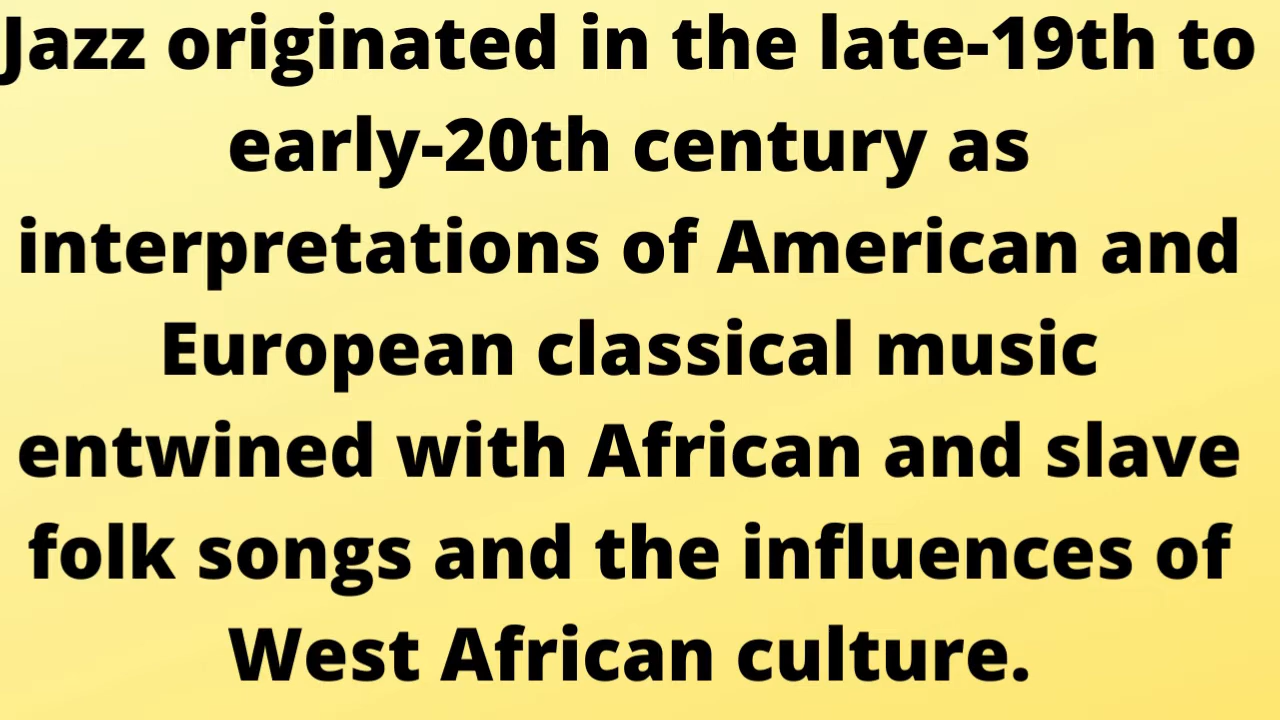 Jazz originated in the late-19th to
early-20th century as
interpretations of American and
European classical music
entwined with African and slave
folk songs and the influences of
West African culture.